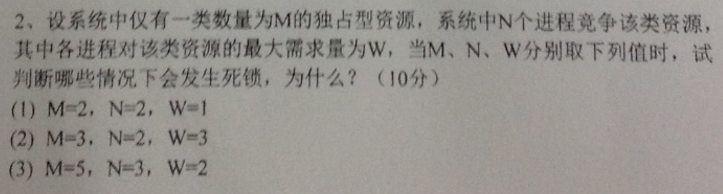 2、设系统中仅有一类数量为M的独占型资源，系统中N个进程竞争该类资源，
其中各进程对该类资源的最大需求量为W，当M、N、W分别取下列值时，试
判断哪些情况下会发生死锁，为什么？（10分）
(1) M=2，N=2，W=1
(2) M=3，N=2，W=3
(3) M=5，N=3，W=2